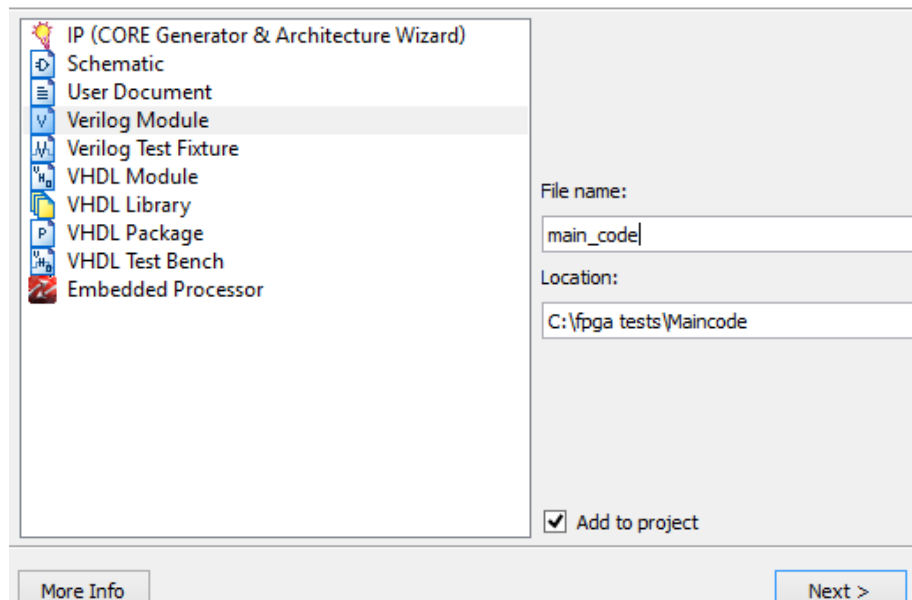 IP (CORE Generator & Architecture Wizard)
Schematic
User Document
Verilog Module
Verilog Test Fixture
VHDL Module
VHDL Library
VHDL Package
VHDL Test Bench
Embedded Processor
File name:
main_code
Location:
C:\fpga tests\Maincode
Add to project
More Info
Next >